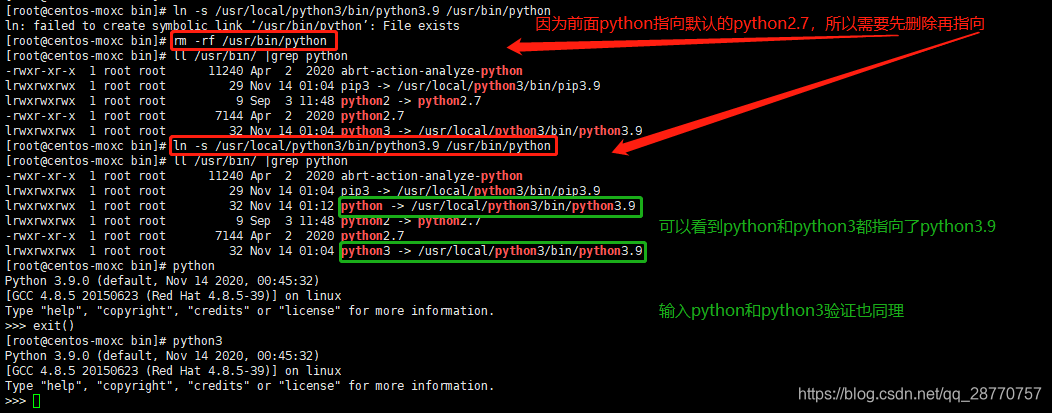 [root@centos-moxc bin]# ln -s /usr/local/python3/bin/python3.9 /usr/bin/python
ln: failed to create symbolic link ‘/usr/bin/python’: File exists
因为前面python指向默认的python2.7，所以需要先删除再指向
[root@centos-moxc bin]# rm -rf /usr/bin/python
[root@centos-moxc bin]# ll /usr/bin/ |grep python
-rwxr-xr-x 1 root root 11240 Apr 2 2020 abrt-action-analyze-python
lrwxrwxrwx 1 root root 29 Nov 14 01:04 pip3 -> /usr/local/python3/bin/pip3.9
lrwxrwxrwx 1 root root 9 Sep 3 11:48 python2 -> python2.7
-rwxr-xr-x 1 root root 7144 Apr 2 2020 python2.7
lrwxrwxrwx 1 root root 32 Nov 14 01:04 python3 -> /usr/local/python3/bin/python3.9
[root@centos-moxc bin]# ln -s /usr/local/python3/bin/python3.9 /usr/bin/python
[root@centos-moxc bin]# ll /usr/bin/ |grep python
-rwxr-xr-x 1 root root 11240 Apr 2 2020 abrt-action-analyze-python
lrwxrwxrwx 1 root root 29 Nov 14 01:04 pip3 -> /usr/local/python3/bin/pip3.9
lrwxrwxrwx 1 root root 32 Nov 14 01:12 python -> /usr/local/python3/bin/python3.9
lrwxrwxrwx 1 root root 9 Sep 3 11:48 python2 -> python2.7
可以看到python和python3都指向了python3.9
-rwxr-xr-x 1 root root 7144 Apr 2 2020 python2.7
lrwxrwxrwx 1 root root 32 Nov 14 01:04 python3 -> /usr/local/python3/bin/python3.9
[root@centos-moxc bin]# python
Python 3.9.0 (default, Nov 14 2020, 00:45:32)
[GCC 4.8.5 20150623 (Red Hat 4.8.5-39)] on linux
Type "help", "copyright", "credits" or "license" for more information.
输入python和python3验证也同理
>>> exit()
[root@centos-moxc bin]# python3
Python 3.9.0 (default, Nov 14 2020, 00:45:32)
[GCC 4.8.5 20150623 (Red Hat 4.8.5-39)] on linux
Type "help", "copyright", "credits" or "license" for more information.
>>>
https://blog.csdn.net/qq_28770757